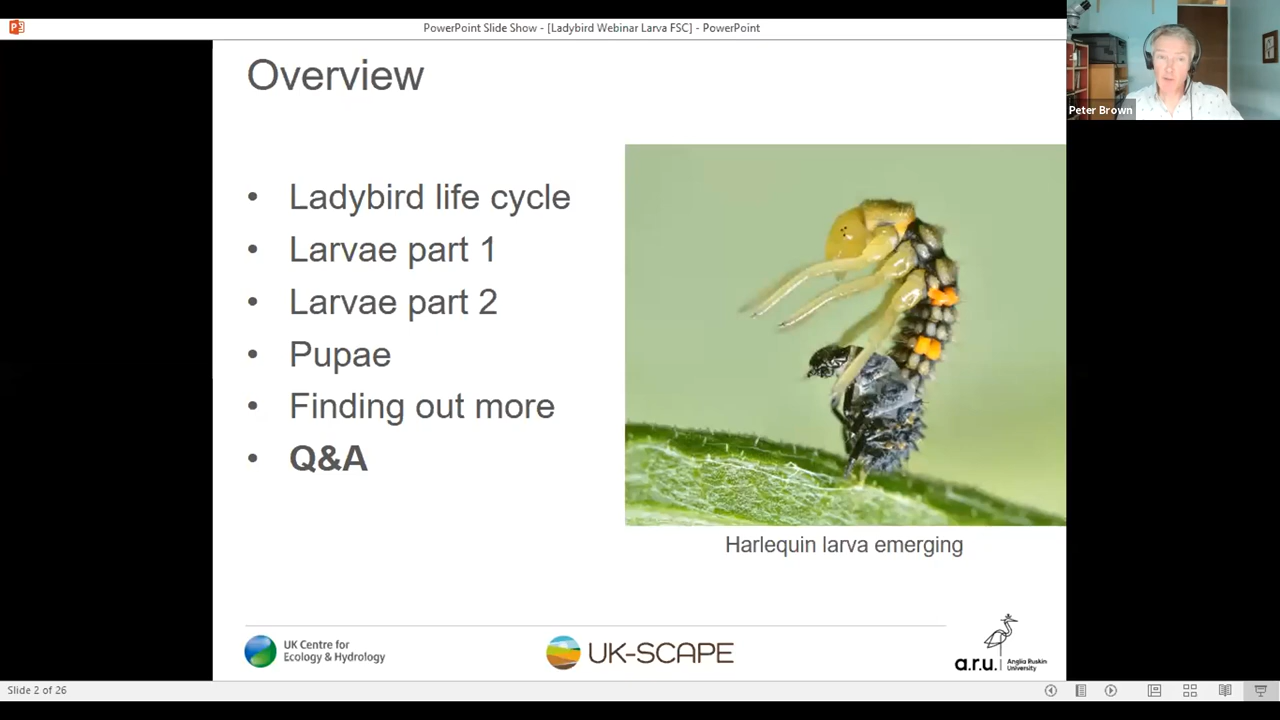 PowerPoint Slide Show - [Ladybird Webinar Larva FSC] - PowerPoint
Peter Brown
Overview
• Ladybird life cycle
• Larvae part 1
• Larvae part 2
• Pupae
• Finding out more
• Q&A
Harlequin larva emerging
UK Centre for
Ecology & Hydrology
UK-SCAPE
a.r.u.
Anglia Ruskin
University
Slide 2 of 26